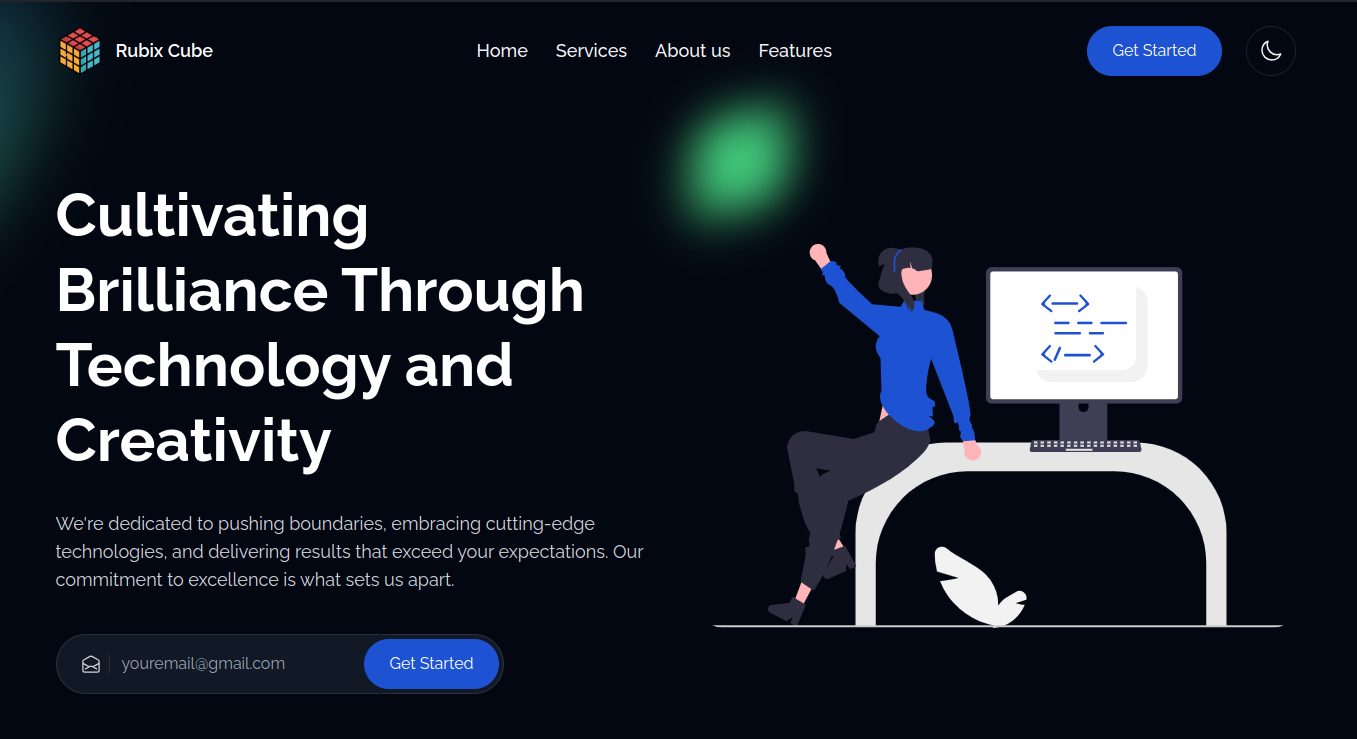 Rubix Cube
Home
Services
About us
Features
Get Started
Cultivating
Brilliance Through
Technology and
Creativity
We're dedicated to pushing boundaries, embracing cutting-edge
technologies, and delivering results that exceed your expectations. Our
commitment to excellence is what sets us apart.
youremail@gmail.com
Get Started